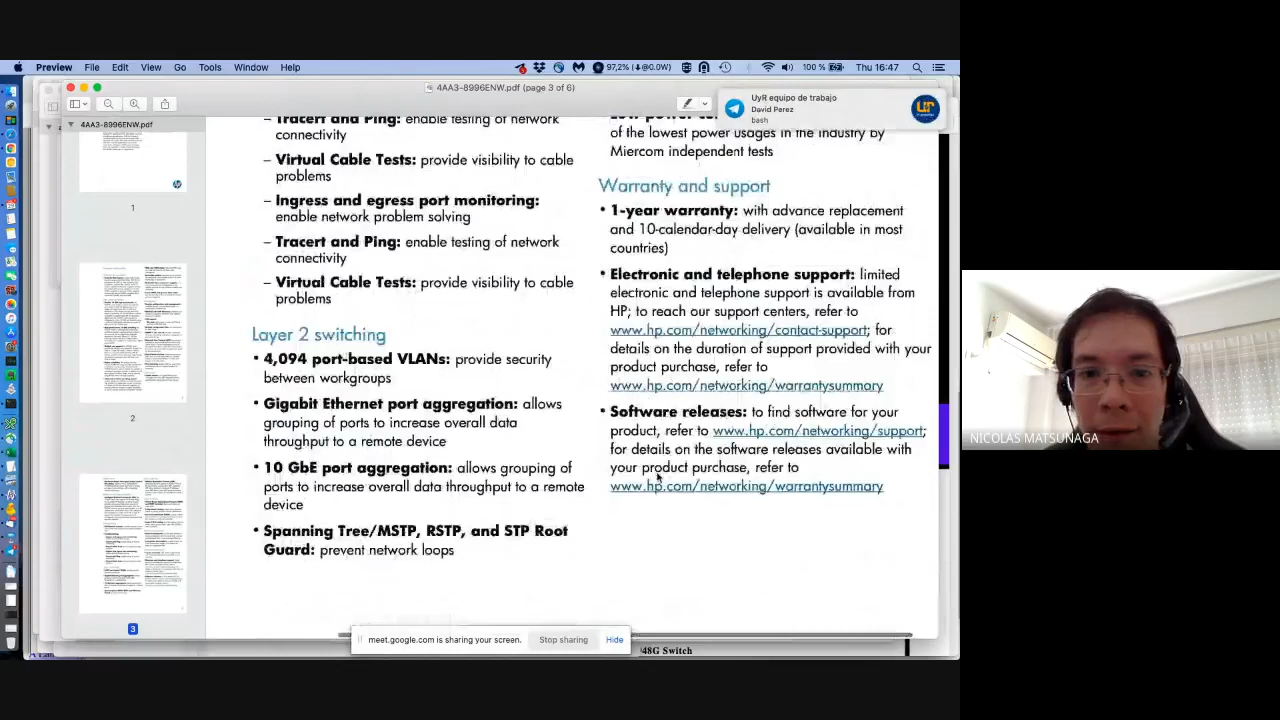 Preview File Edit View Go Tools Window Help
97,2% (⬇@0.0W)
100 %
Thu 16:47
4AA3-8996ENW.pdf (page 3 of 6)
4AA3-8996ENW.pdf
UyR equipo de trabajo
David Perez
bash
1
2
3
Tracert and Ping: enable testing of network
connectivity
– Virtual Cable Tests: provide visibility to cable
problems
– Ingress and egress port monitoring:
enable network problem solving
– Tracert and Ping: enable testing of network
connectivity
– Virtual Cable Tests: provide visibility to cable
problems
Layer 2 switching
• 4,094 port-based VLANs: provide security
between workgroups
• Gigabit Ethernet port aggregation: allows
grouping of ports to increase overall data
throughput to a remote device
• 10 GbE port aggregation: allows grouping of
ports to increase overall data throughput to a remote
device
• Spanning Tree/MSTP, RSTP, and STP Root
Guard: prevent network loops
of the lowest power usages in the industry by
Miercom independent tests
Warranty and support
• 1-year warranty: with advance replacement
and 10-calendar-day delivery (available in most
countries)
• Electronic and telephone support: limited
electronic and telephone support is available from
HP; to reach our support centers, refer to
www.hp.com/networking/contact-support; for
details on the duration of support provided with your
product purchase, refer to
www.hp.com/networking/warrantysummary
• Software releases: to find software for your
product, refer to www.hp.com/networking/support;
for details on the software releases available with
your product purchase, refer to
www.hp.com/networking/warrantysummary
meet.google.com is sharing your screen. Stop sharing Hide
48G Switch
NICOLAS MATSUNAGA